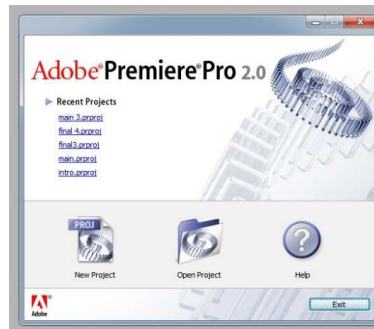 Adobe® Premiere® Pro 2.0
Recent Projects
main 3.prproj
final 4.prproj
final3.prproj
main.prproj
intro.prproj
PROJ
New Project
Open Project
?
Help
Adobe
Exit